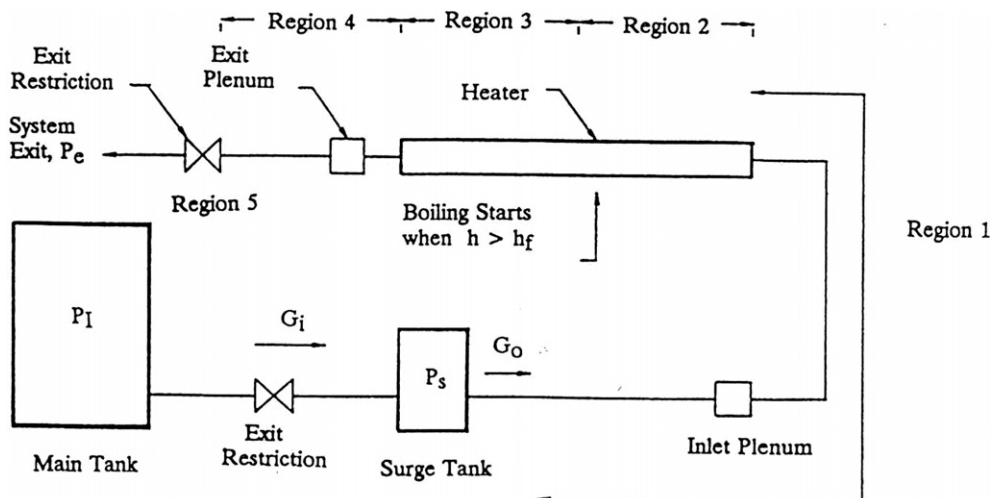 Region 4
Region 3
Region 2
Exit
Restriction
Exit
Plenum
Heater
System
Exit, Pe
Region 5
Boiling Starts
when h > hf
Region 1
PI
Gi
Ps
Go
Exit
Restriction
Inlet Plenum
Main Tank
Surge Tank